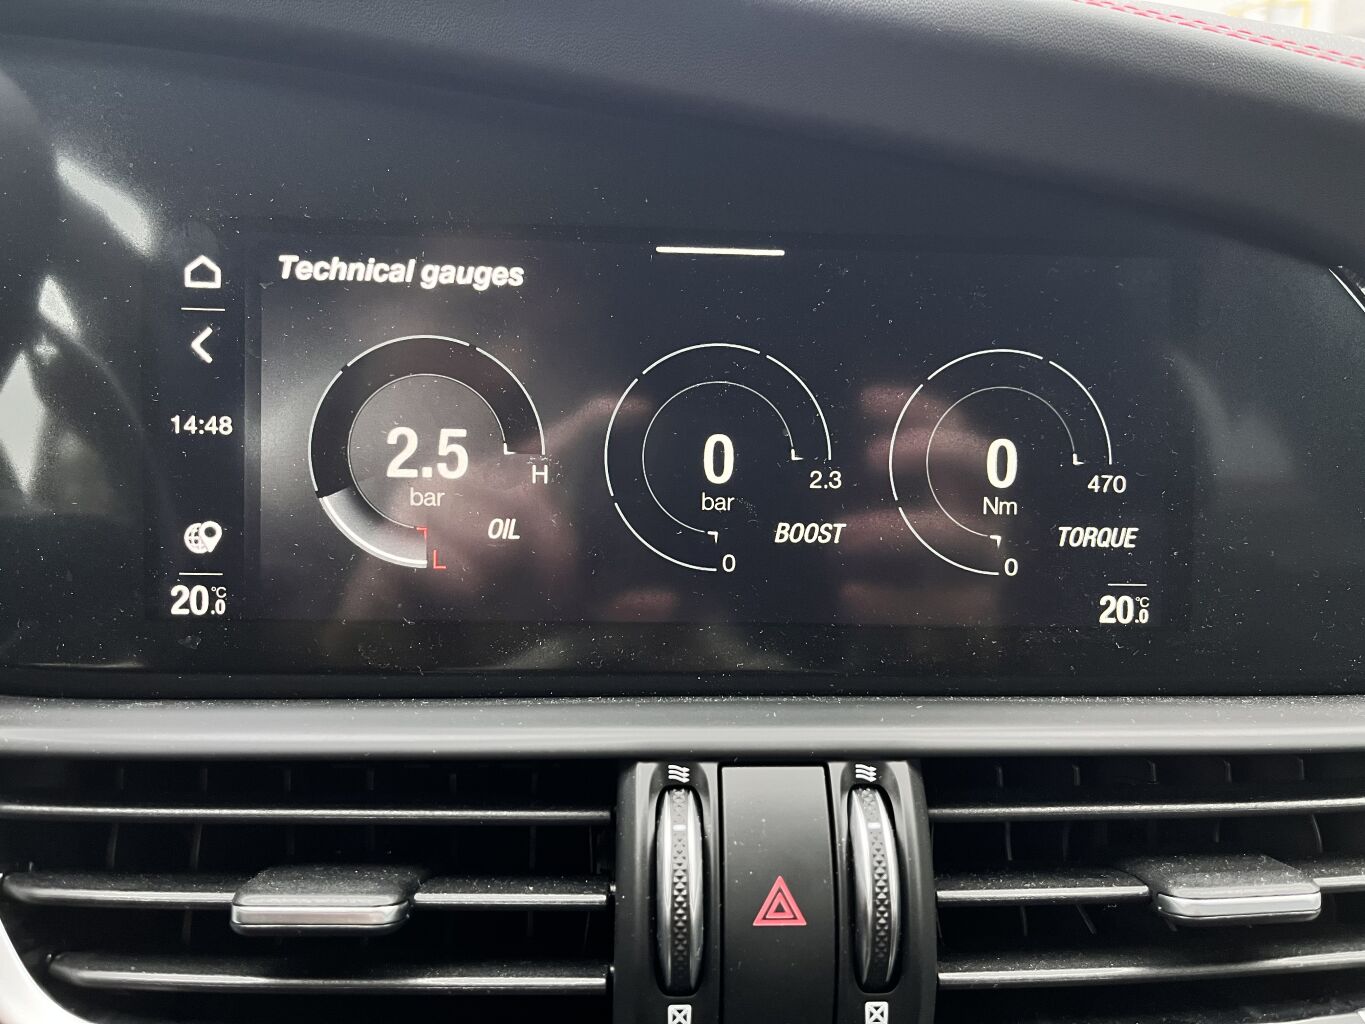 Technical gauges
14:48
20.0 °C
2.5
bar
OIL
H
L
0
bar
BOOST
2.3
0
0
Nm
TORQUE
470
0
20.0 °C